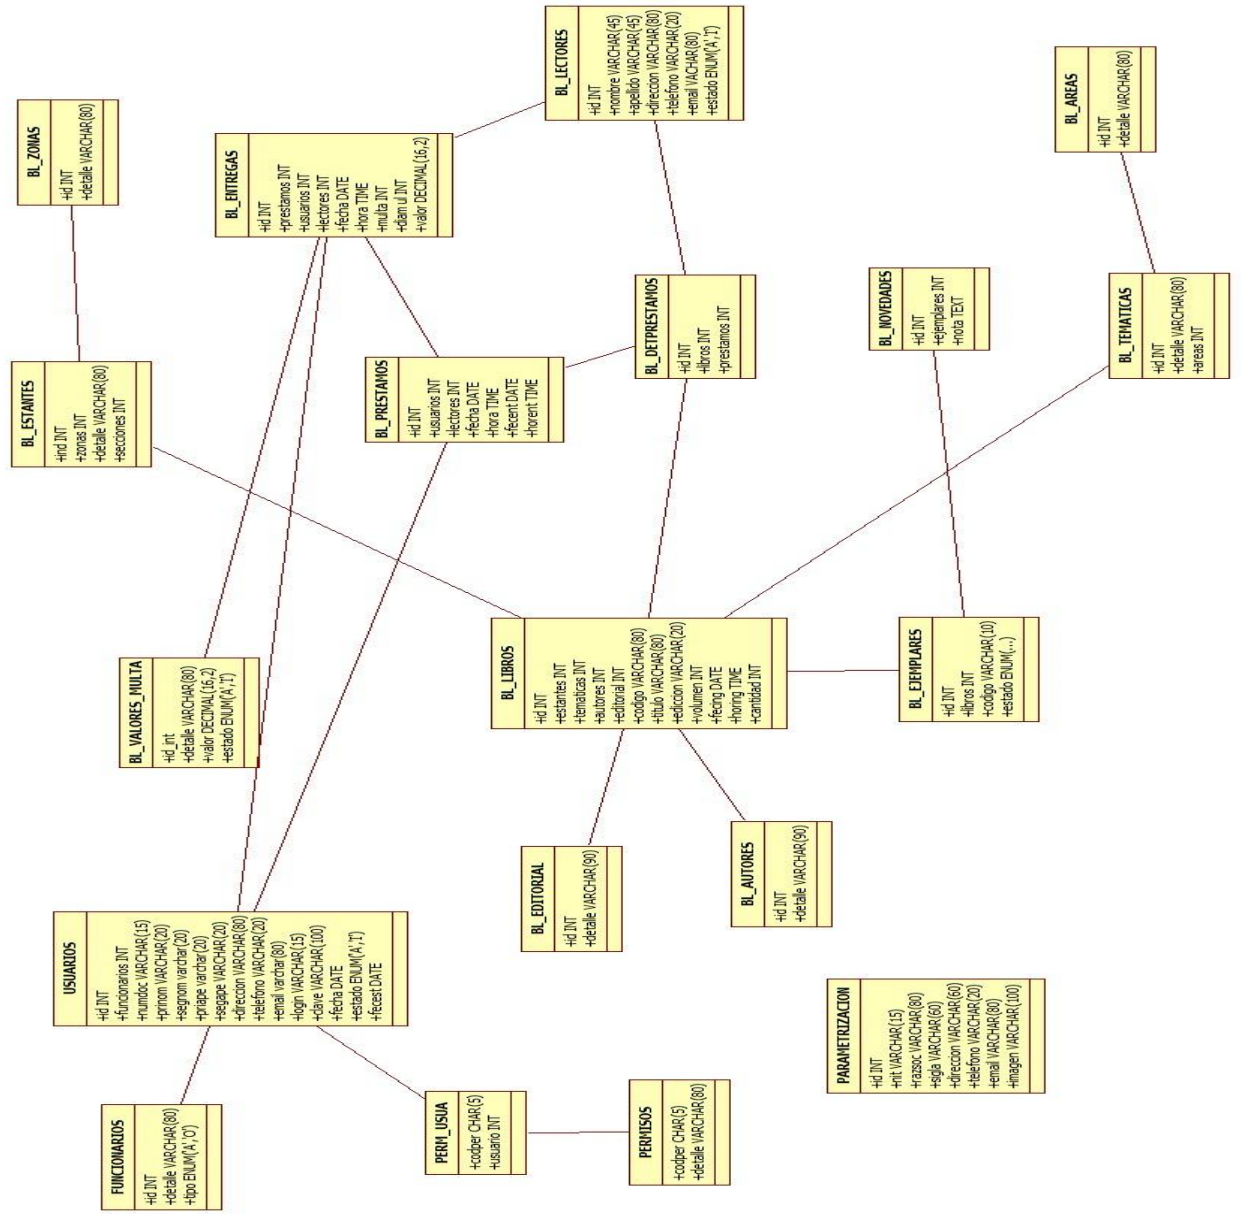 FUNCIONARIOS
+id INT
+detalle VARCHAR(80)
+tipo ENUM('A','O')
USUARIOS
+id INT
+funcionarios INT
+numdoc VARCHAR(15)
+prinom VARCHAR(20)
+segnom varchar(20)
+priape varchar(20)
+segape VARCHAR(20)
+direccion VARCHAR(80)
+telefono VARCHAR(20)
+email varchar(80)
+login VARCHAR(15)
+clave VARCHAR(100)
+fecha DATE
+estado ENUM('A','I')
+fecest DATE
BL_VALORES_MULTA
+id_int
+detalle VARCHAR(80)
+valor DECIMAL(16,2)
+estado ENUM('A','I')
BL_ESTANTES
+ind INT
+zonas INT
+detalle VARCHAR(80)
+secciones INT
BL_ZONAS
+id INT
+detalle VARCHAR(80)
BL_ENTREGAS
+id INT
+prestamos INT
+usuarios INT
+lectores INT
+fecha DATE
+hora TIME
+multa INT
+diam ul INT
+valor DECIMAL(16,2)
PERM_USUA
+codper CHAR(5)
+usuario INT
BL_PRESTAMOS
+id INT
+usuarios INT
+lectores INT
+fecha DATE
+hora TIME
+fecent DATE
+horent TIME
BL_LECTORES
+id INT
+nombre VARCHAR(45)
+apellido VARCHAR(45)
+direccion VARCHAR(80)
+telefono VARCHAR(20)
+email VACHAR(80)
+estado ENUM('A','I')
PERMISOS
+codper CHAR(5)
+detalle VARCHAR(80)
BL_EDITORIAL
+id INT
+detalle VARCHAR(90)
BL_LIBROS
+id INT
+estantes INT
+tematicas INT
+autores INT
+editorial INT
+codigo VARCHAR(80)
+titulo VARCHAR(80)
+ediccion VARCHAR(20)
+volumen INT
+fecing DATE
+horing TIME
+cantidad INT
BL_DETPRESTAMOS
+id INT
+libros INT
+prestamos INT
BL_AUTORES
+id INT
+detalle VARCHAR(90)
PARAMETRIZACION
+id INT
+nit VARCHAR(15)
+razsoc VARCHAR(80)
+sigla VARCHAR(60)
+direccion VARCHAR(60)
+telefono VARCHAR(20)
+email VARCHAR(80)
+imagen VARCHAR(100)
BL_EJEMPLARES
+id INT
+libros INT
+codigo VARCHAR(10)
+estado ENUM(...)
BL_NOVEDADES
+id INT
+ejemplares INT
+nota TEXT
BL_TEMATICAS
+id INT
+detalle VARCHAR(80)
+areas INT
BL_AREAS
+id INT
+detalle VARCHAR(80)